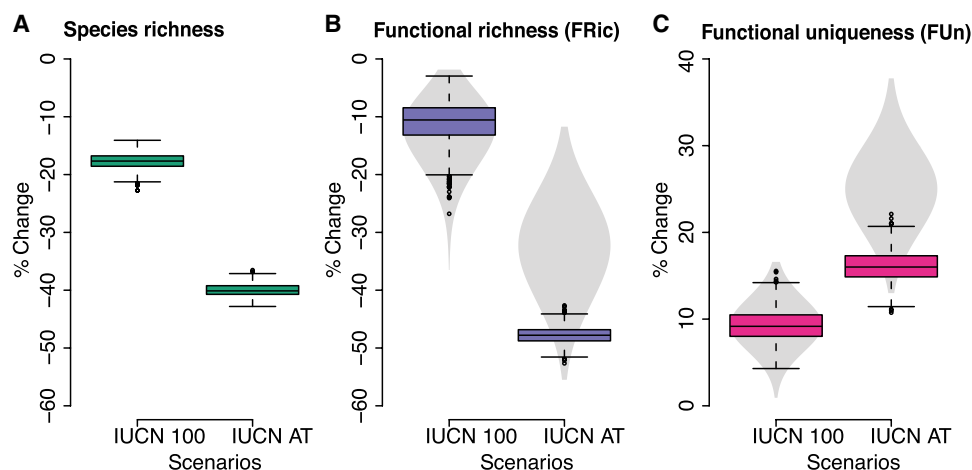 A Species richness
0
−10
−20
−30
−40
−50
−60
% Change
IUCN 100 IUCN AT
Scenarios
B Functional richness (FRic)
0
−10
−20
−30
−40
−50
−60
% Change
IUCN 100 IUCN AT
Scenarios
C Functional uniqueness (FUn)
40
30
20
10
0
% Change
IUCN 100 IUCN AT
Scenarios